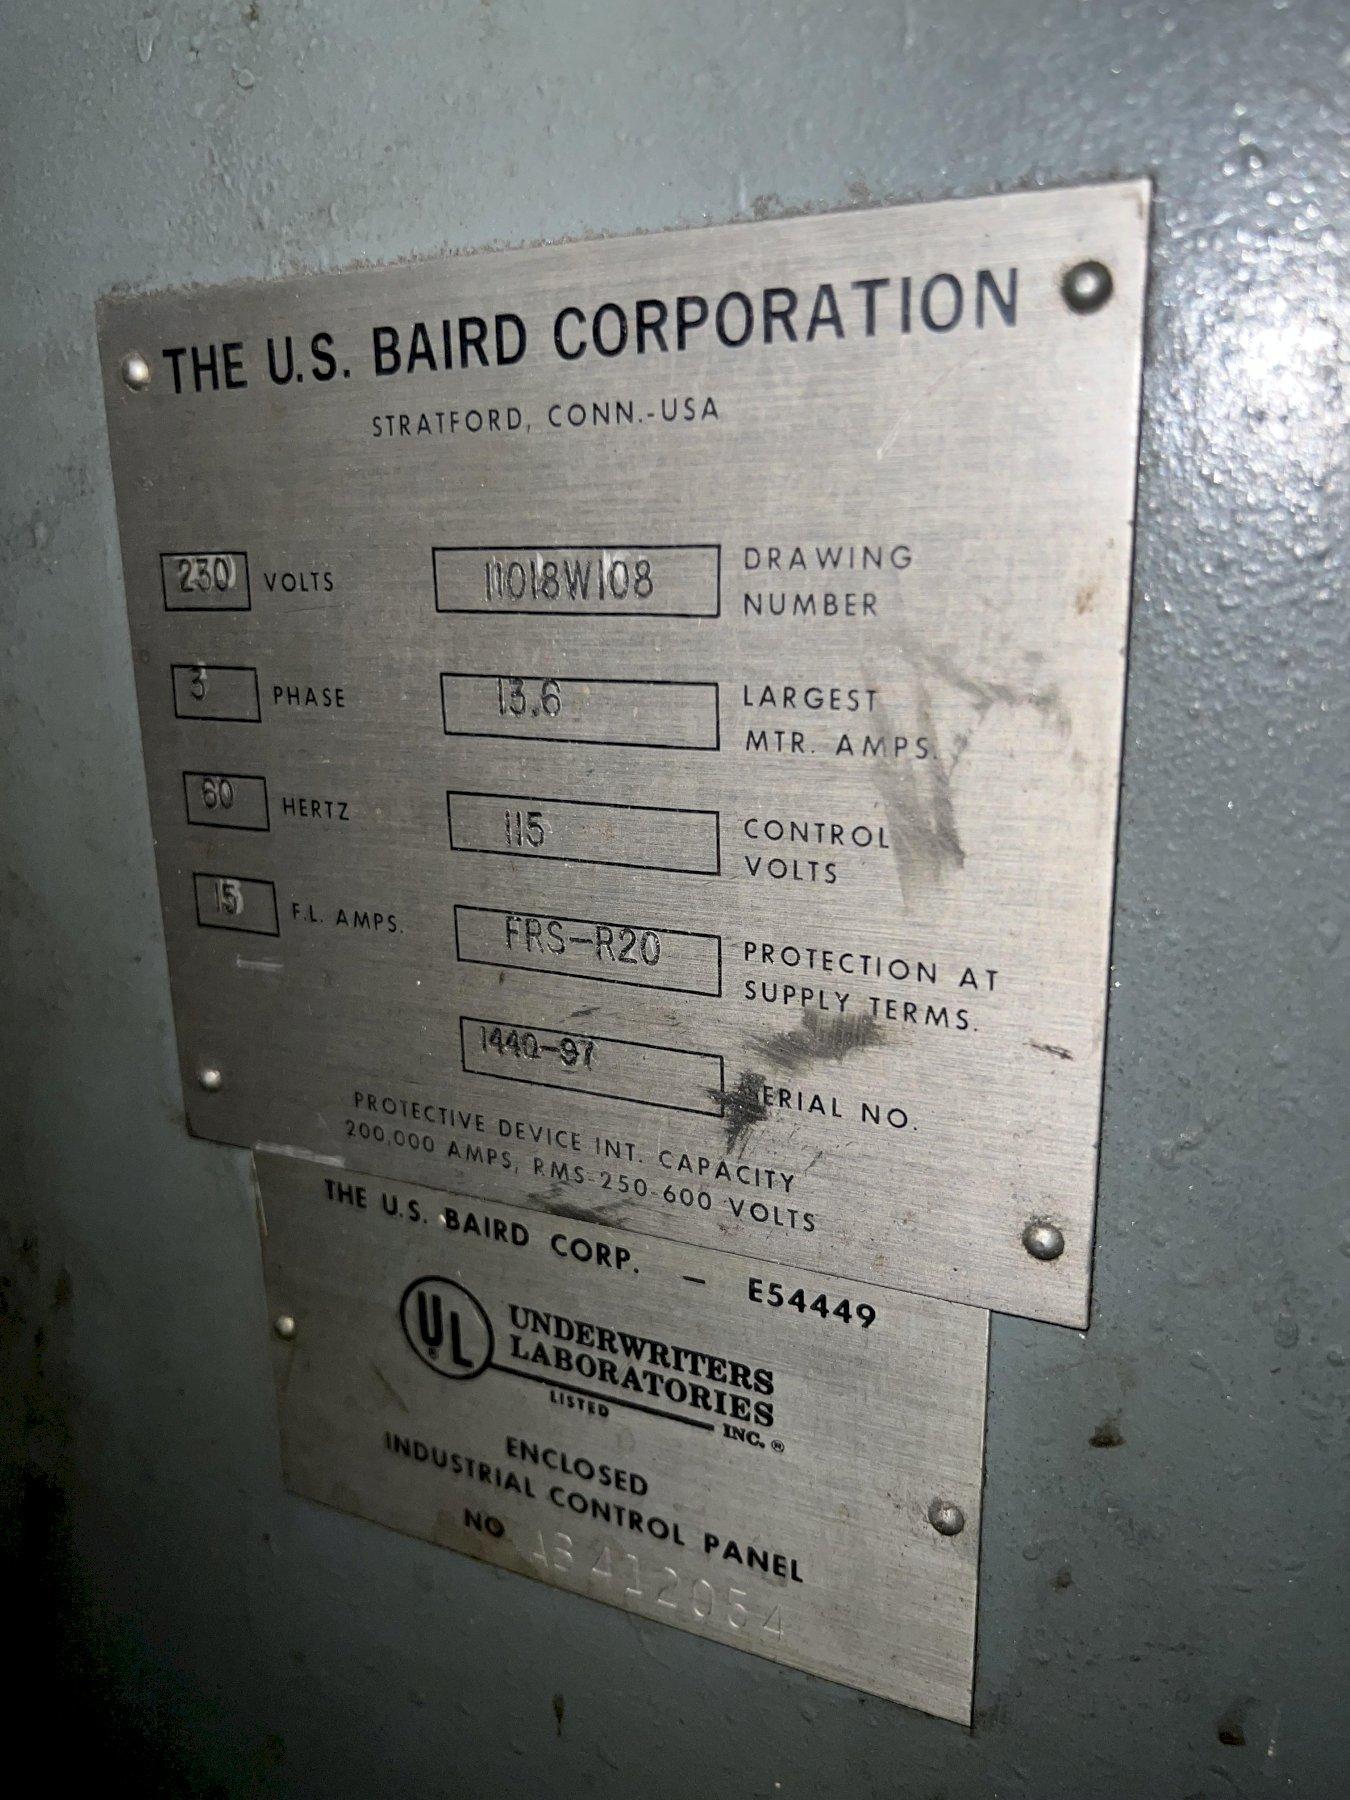 THE U.S. BAIRD CORPORATION
STRATFORD, CONN.-USA
230 VOLTS
3 PHASE
60 HERTZ
15 F.L. AMPS.
11018W108 DRAWING
NUMBER
13.6 LARGEST
MTR. AMPS.
115 CONTROL
VOLTS
FRS-R20 PROTECTION AT
SUPPLY TERMS.
1440-97 SERIAL NO.
PROTECTIVE DEVICE INT. CAPACITY
200,000 AMPS, RMS-250-600 VOLTS
THE U.S. BAIRD CORP. — E54449
UL UNDERWRITERS
LABORATORIES
INC.®
LISTED
ENCLOSED
INDUSTRIAL CONTROL PANEL
NO